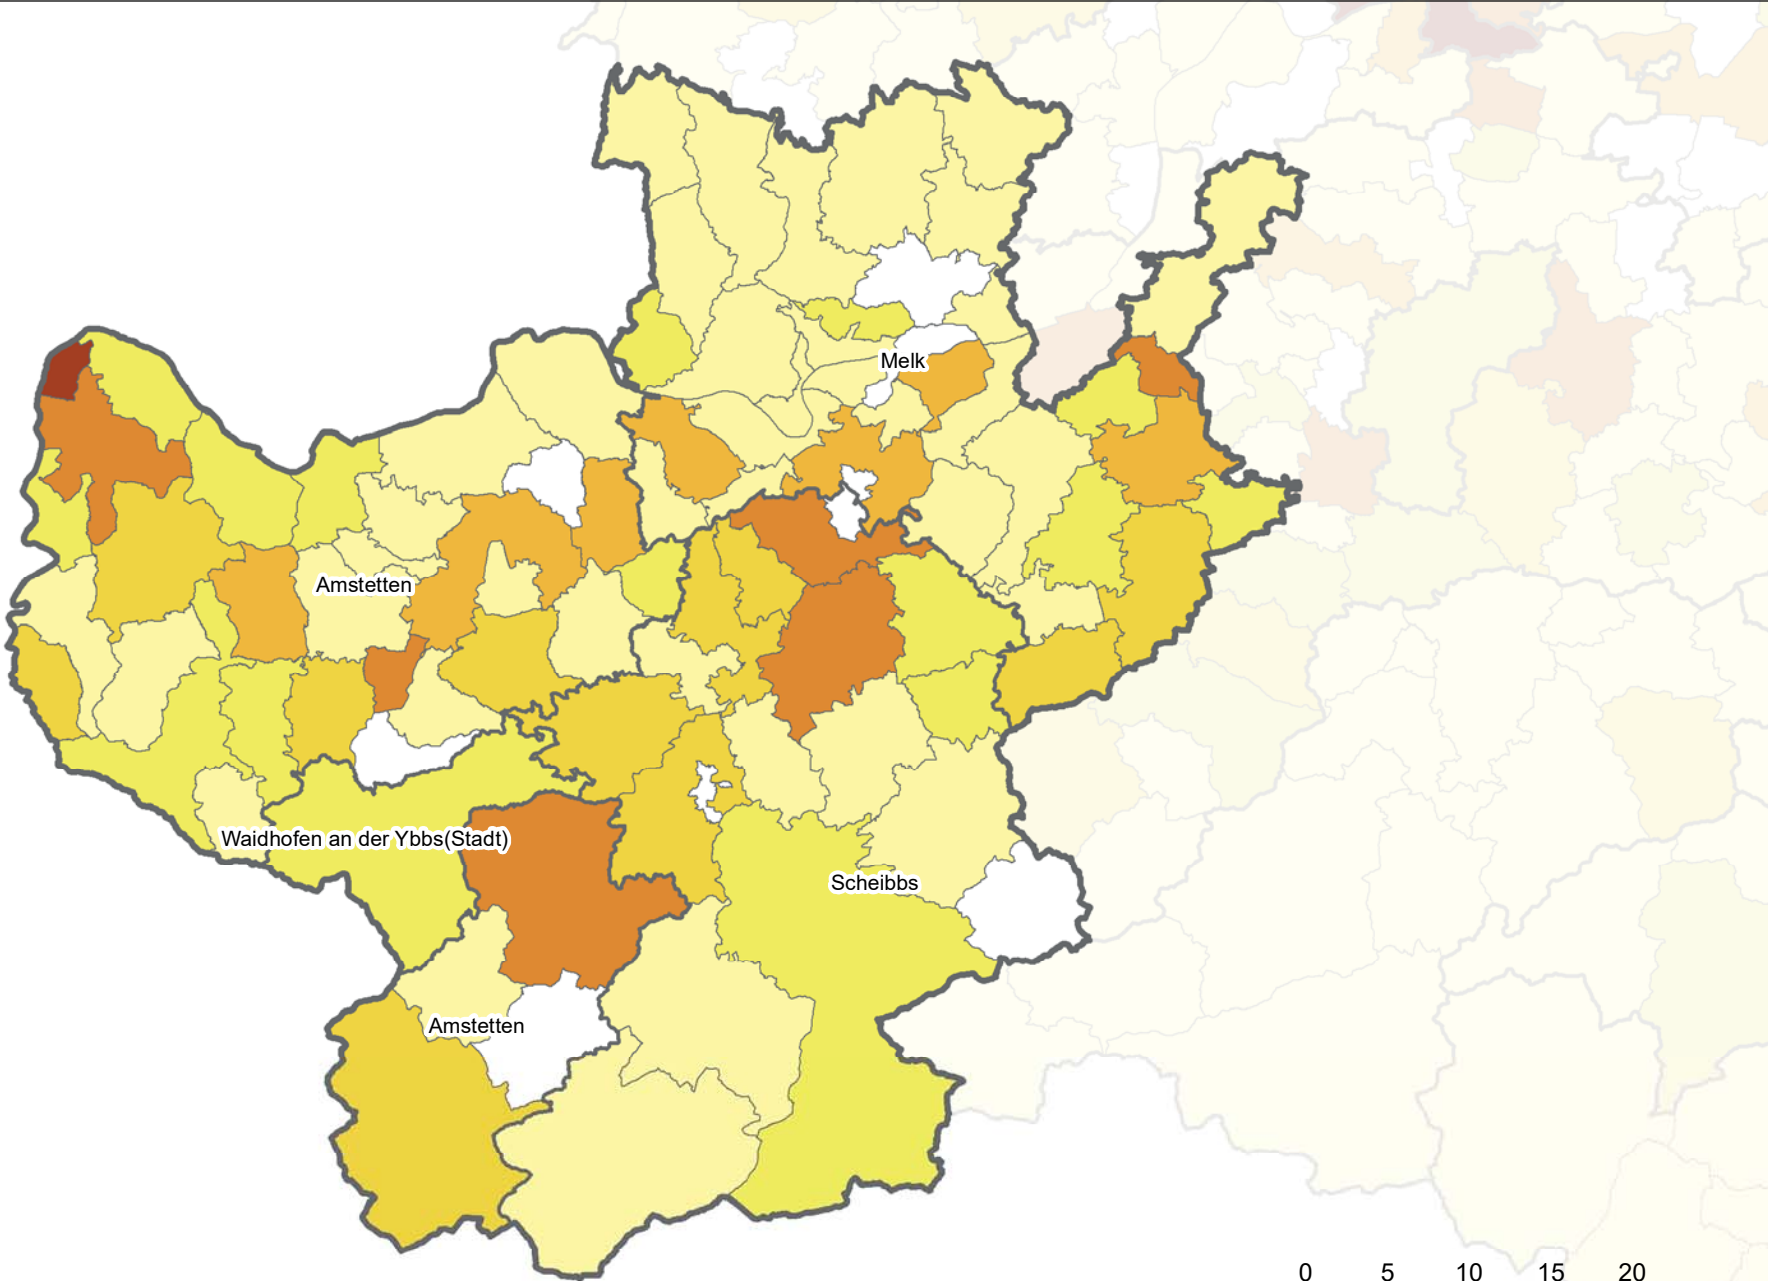 Melk
Amstetten
Waidhofen an der Ybbs(Stadt)
Scheibbs
Amstetten
0 5 10 15 20